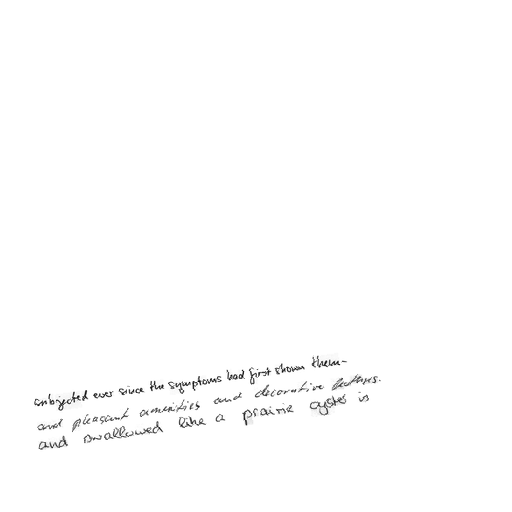 subjected ever since the symptoms had first shown them-
and pleasant amenities and decorative features.
and swallowed like a prairie oyster is